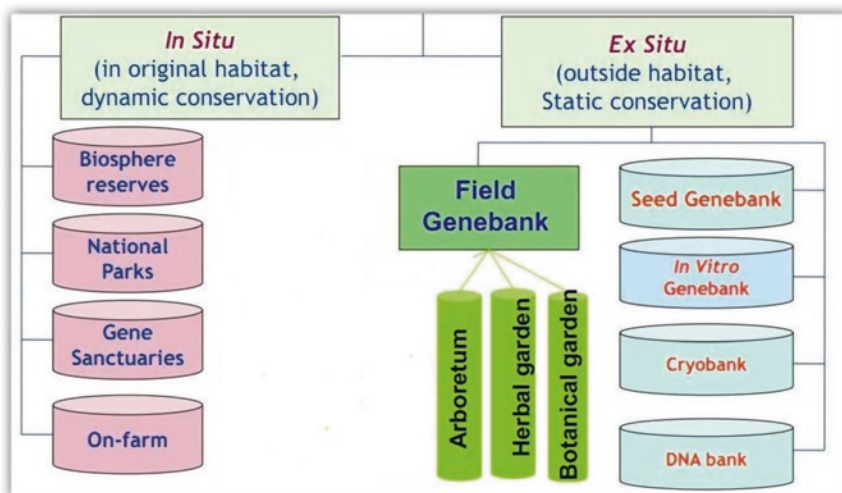 In Situ
(in original habitat,
dynamic conservation)
Biosphere
reserves
National
Parks
Gene
Sanctuaries
On-farm
Ex Situ
(outside habitat,
Static conservation)
Field
Genebank
Arboretum
Herbal garden
Botanical garden
Seed Genebank
In Vitro
Genebank
Cryobank
DNA bank